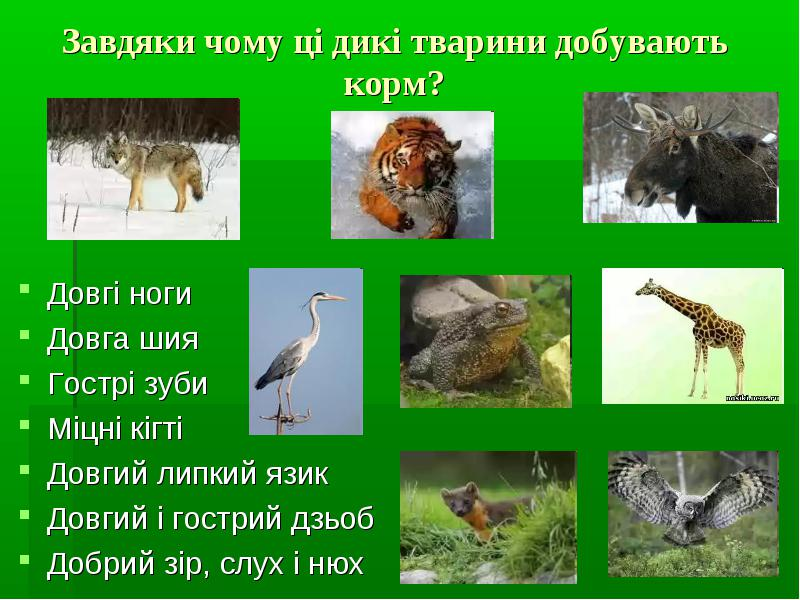 Завдяки чому ці дикі тварини добувають
корм?
Довгі ноги
Довга шия
Гострі зуби
Міцні кігті
Довгий липкий язик
Довгий і гострий дзьоб
Добрий зір, слух і нюх